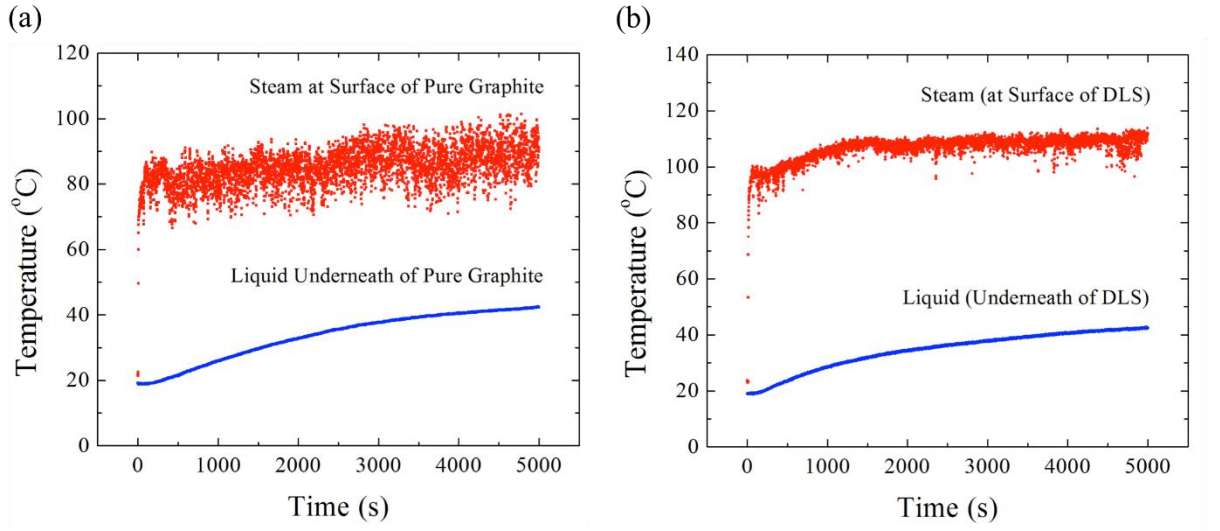 (a)
120
100
80
60
40
20
0
Temperature (°C)
Steam at Surface of Pure Graphite
Liquid Underneath of Pure Graphite
0 1000 2000 3000 4000 5000
Time (s)
(b)
140
120
100
80
60
40
20
0
Temperature (°C)
Steam (at Surface of DLS)
Liquid (Underneath of DLS)
0 1000 2000 3000 4000 5000
Time (s)